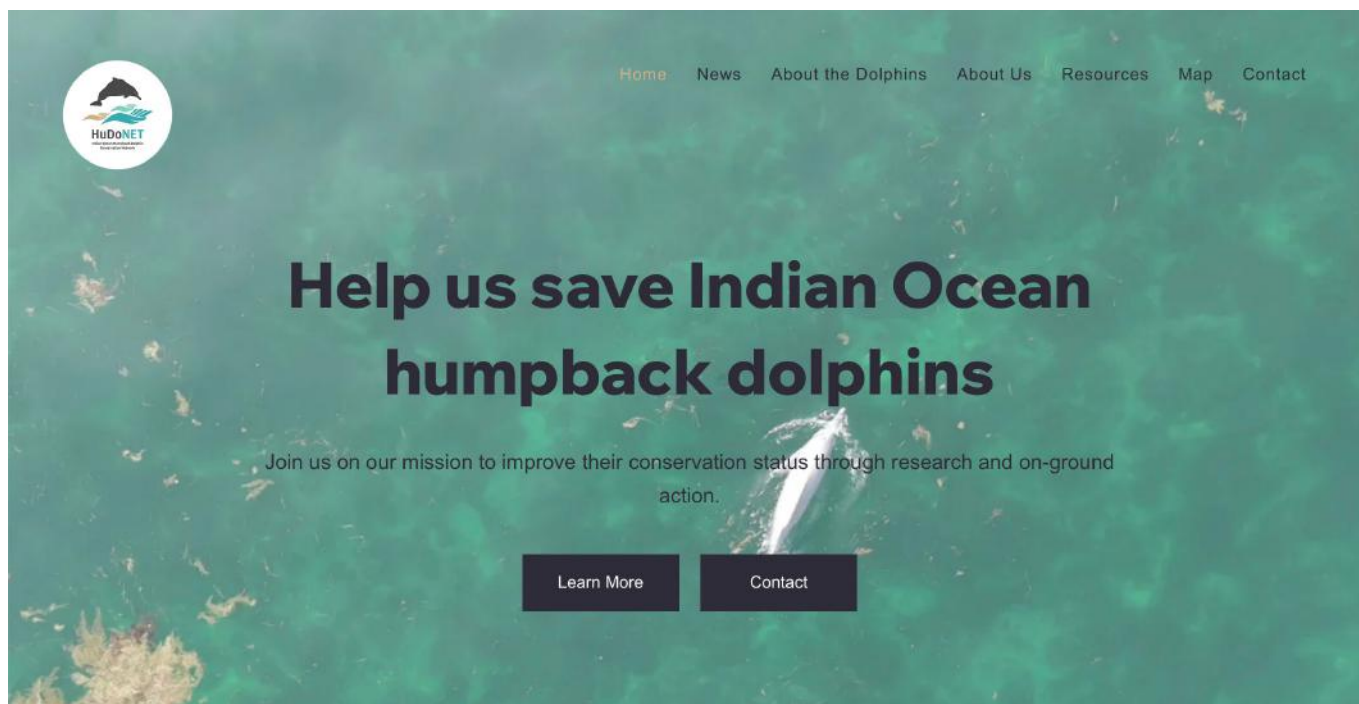 HuDoNET
Home News About the Dolphins About Us Resources Map Contact
Help us save Indian Ocean
humpback dolphins
Join us on our mission to improve their conservation status through research and on-ground
action.
Learn More Contact